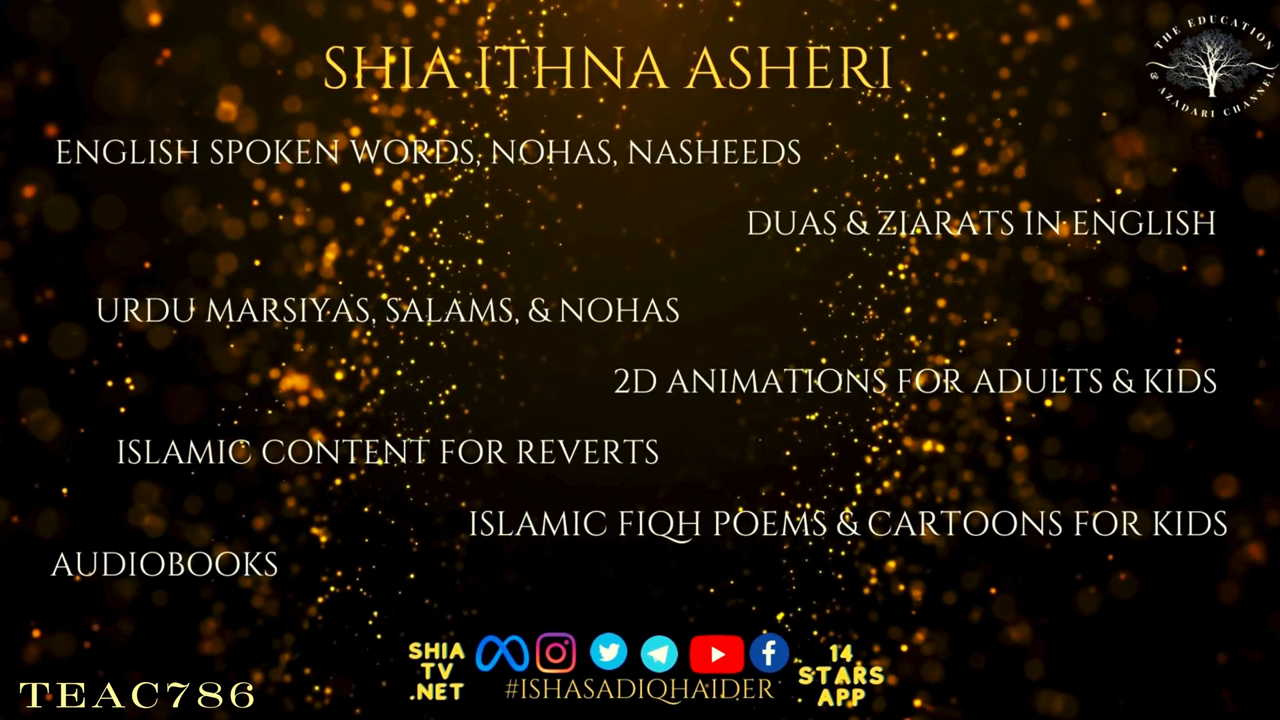 SHIA ITHNA ASHERI
THE EDUCATION
& AZADARI CHANNEL
ENGLISH SPOKEN WORDS, NOHAS, NASHEEDS
DUAS & ZIARATS IN ENGLISH
URDU MARSIYAS, SALAMS, & NOHAS
2D ANIMATIONS FOR ADULTS & KIDS
ISLAMIC CONTENT FOR REVERTS
ISLAMIC FIQH POEMS & CARTOONS FOR KIDS
AUDIOBOOKS
SHIA
TV
.NET
#ISHASADIQHAIDER
14
STARS
APP
TEAC786